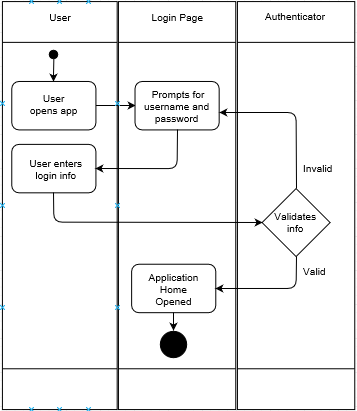 User
Login Page
Authenticator
User
opens app
Prompts for
username and
password
User enters
login info
Invalid
Validates
info
Valid
Application
Home
Opened